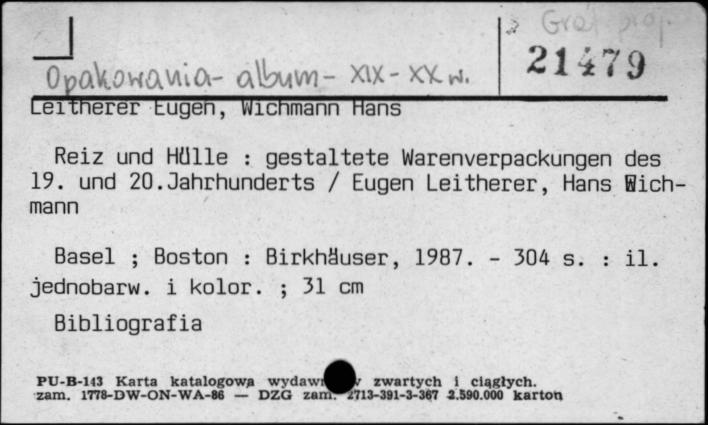 Graf. prop.
21479
Opakowania - album - XIX - XX w.
Leitherer Eugen, Wichmann Hans
Reiz und Hülle : gestaltete Warenverpackungen des
19. und 20.Jahrhunderts / Eugen Leitherer, Hans Wich-
mann
Basel ; Boston : Birkhäuser, 1987. - 304 s. : il.
jednobarw. i kolor. ; 31 cm
Bibliografia
PU-B-143 Karta katalogowa zwartych i ciągłych.
zam. 1778-DW-ON-WA-86 — DZG zam. 2713-391-3-367 2.590.000 karton